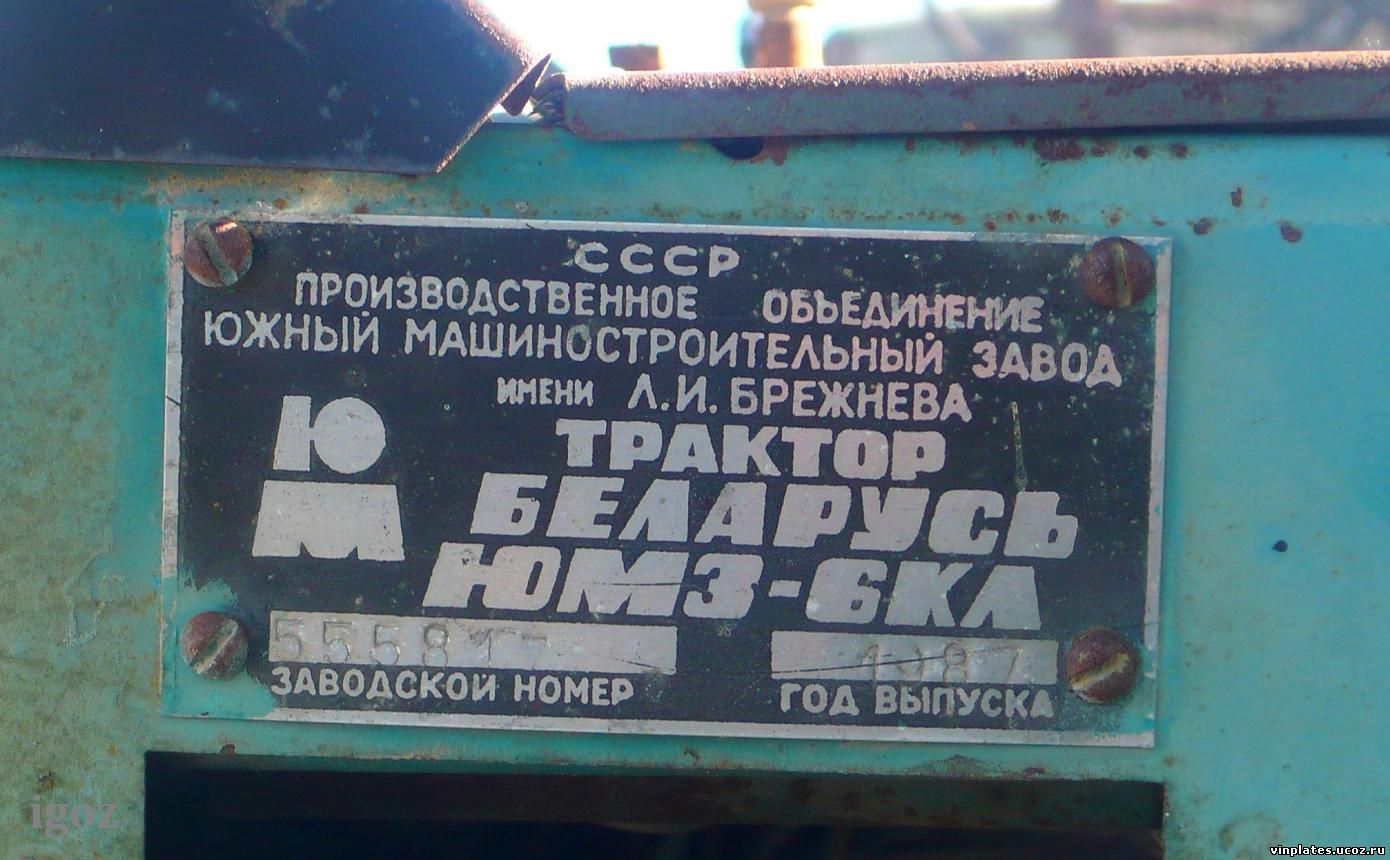 СССР
ПРОИЗВОДСТВЕННОЕ ОБЪЕДИНЕНИЕ
ЮЖНЫЙ МАШИНОСТРОИТЕЛЬНЫЙ ЗАВОД
ИМЕНИ Л.И.БРЕЖНЕВА
ЮМ
ТРАКТОР
БЕЛАРУСЬ
ЮМЗ-6КЛ
1987
ЗАВОДСКОЙ НОМЕР
ГОД ВЫПУСКА
igoz
vinplates.ucoz.ru